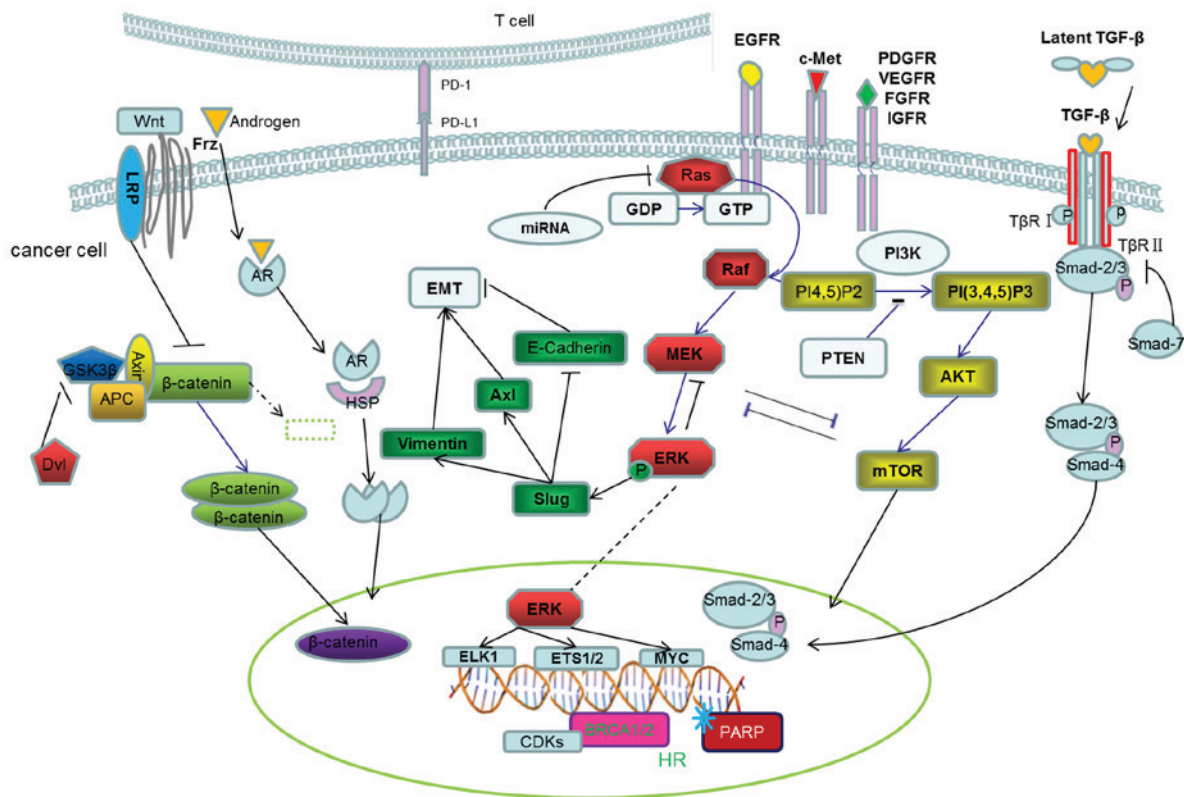 T cell
EGFR
c-Met
PDGFR
VEGFR
FGFR
IGFR
Latent TGF-β
PD-1
PD-L1
Wnt
Androgen
Frz
LRP
TGF-β
Ras
GDP
GTP
miRNA
TβR I
P
p
TβR II
cancer cell
AR
Raf
PI3K
PI4,5)P2
PI(3,4,5)P3
Smad-2/3
P
Smad-7
EMT
E-Cadherin
MEK
PTEN
AKT
GSK3β
Axin
APC
β-catenin
AR
HSP
Axl
Vimentin
Dvl
ERK
P
Slug
mTOR
Smad-2/3
P
Smad-4
β-catenin
β-catenin
β-catenin
ERK
Smad-2/3
P
Smad-4
ELK1
ETS1/2
MYC
BRCA1/2
CDKs
PARP
HR